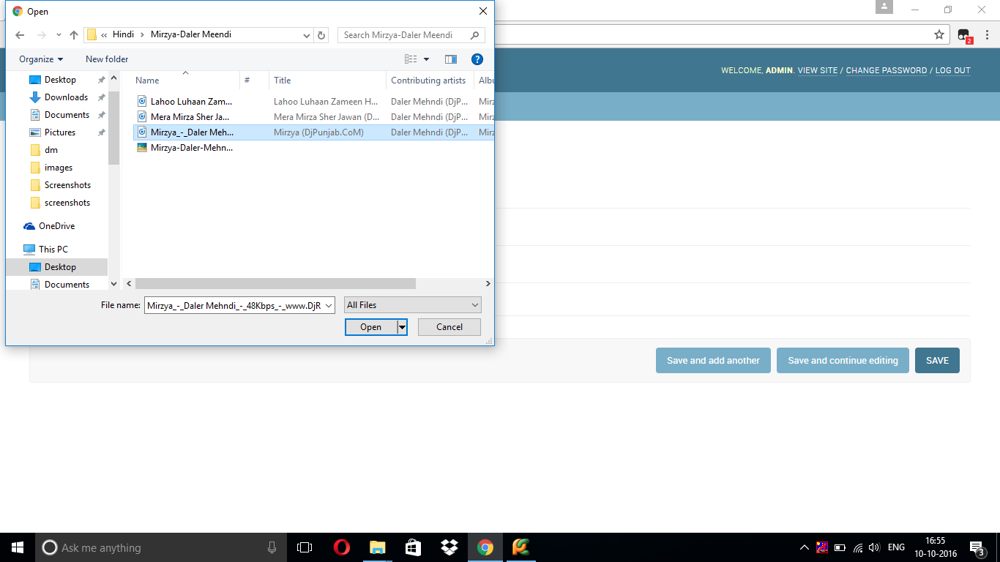 Open
« Hindi › Mirzya-Daler Meendi
Search Mirzya-Daler Meendi
2
Organize
New folder
WELCOME, ADMIN. VIEW SITE / CHANGE PASSWORD / LOG OUT
Desktop
Downloads
Documents
Pictures
dm
images
Screenshots
screenshots
OneDrive
This PC
Desktop
Documents
Name # Title Contributing artists Albu
Lahoo Luhaan Zam... Lahoo Luhaan Zameen H... Daler Mehndi (DjP... Mirz
Mera Mirza Sher Ja... Mera Mirza Sher Jawan (D... Daler Mehndi (DjP... Mirz
Mirzya_-_Daler Meh... Mirzya (DjPunjab.CoM) Daler Mehndi (DjP... Mirz
Mirzya-Daler-Mehn...
File name: Mirzya_-_Daler Mehndi_-_48Kbps_-_www.DjR
All Files
Open
Cancel
Save and add another
Save and continue editing
SAVE
Ask me anything
ENG
16:55
10-10-2016
3